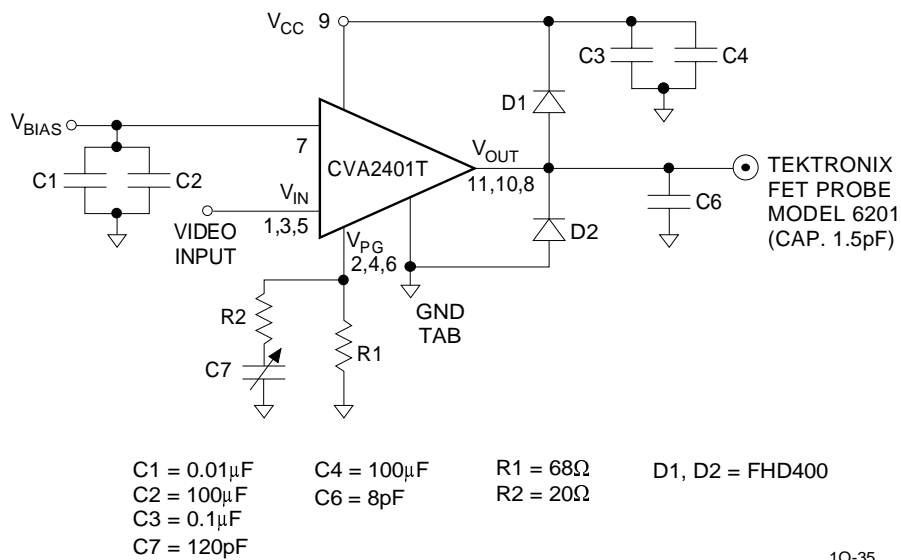 V_CC 9
C3
C4
D1
V_BIAS
7
V_OUT
CVA2401T
11,10,8
C1
C2
V_IN
1,3,5
VIDEO
INPUT
V_PG
2,4,6
D2
C6
TEKTRONIX
FET PROBE
MODEL 6201
(CAP. 1.5pF)
GND
TAB
R2
R1
C7
C1 = 0.01µF
C2 = 100µF
C3 = 0.1µF
C7 = 120pF
C4 = 100µF
C6 = 8pF
R1 = 68Ω
R2 = 20Ω
D1, D2 = FHD400
1Q-35